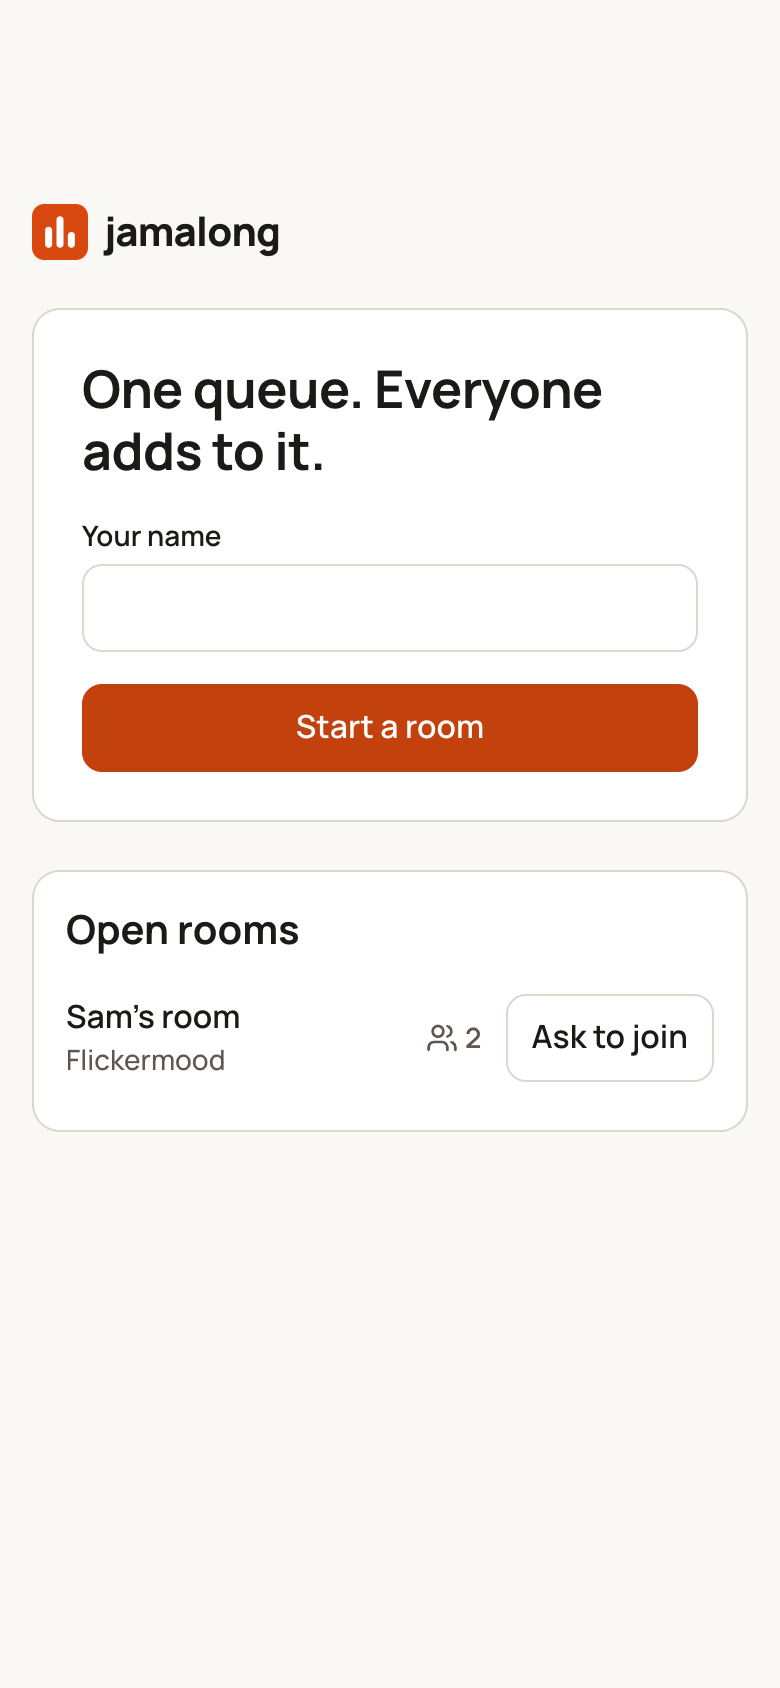 jamalong
One queue. Everyone
adds to it.
Your name
Start a room
Open rooms
Sam's room
Flickermood
2
Ask to join